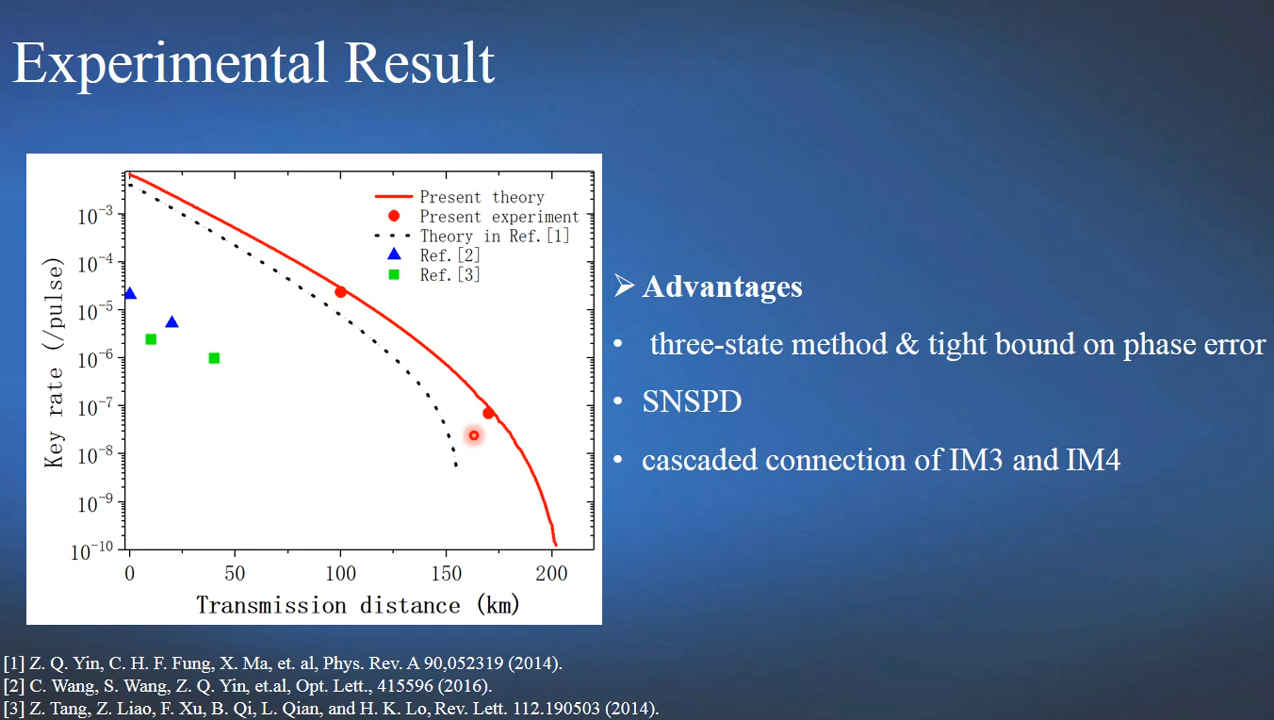 Experimental Result
10-3
10-4
10-5
10-6
10-7
10-8
10-9
10-10
Key rate (/pulse)
0 50 100 150 200
Transmission distance (km)
Present theory
Present experiment
Theory in Ref.[1]
Ref.[2]
Ref.[3]
➢ Advantages
• three-state method & tight bound on phase error
• SNSPD
• cascaded connection of IM3 and IM4
[1] Z. Q. Yin, C. H. F. Fung, X. Ma, et. al, Phys. Rev. A 90,052319 (2014).
[2] C. Wang, S. Wang, Z. Q. Yin, et.al, Opt. Lett., 415596 (2016).
[3] Z. Tang, Z. Liao, F. Xu, B. Qi, L. Qian, and H. K. Lo, Rev. Lett. 112.190503 (2014).